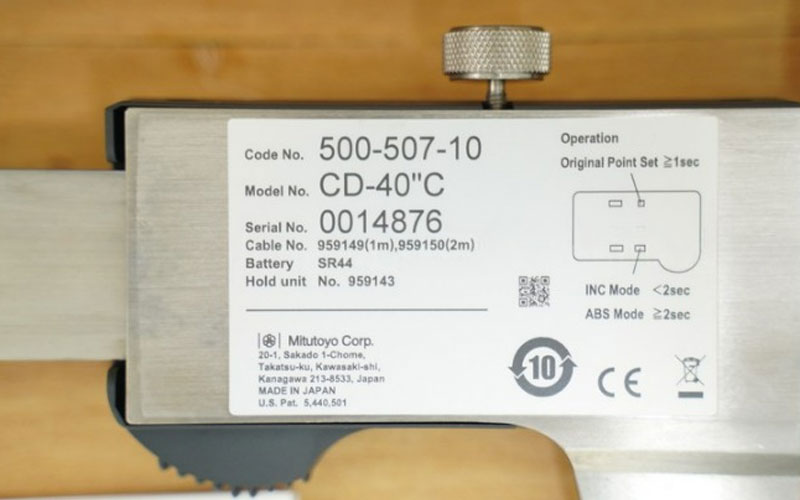 Code No. 500-507-10
Model No. CD-40"C
Serial No. 0014876
Cable No. 959149(1m),959150(2m)
Battery SR44
Hold unit No. 959143
Mitutoyo Corp.
20-1, Sakado 1-Chome,
Takatsu-ku, Kawasaki-shi,
Kanagawa 213-8533, Japan
MADE IN JAPAN
U.S. Pat. 5,440,501
Operation
Original Point Set ≧1sec
INC Mode <2sec
ABS Mode ≧2sec
10
CE